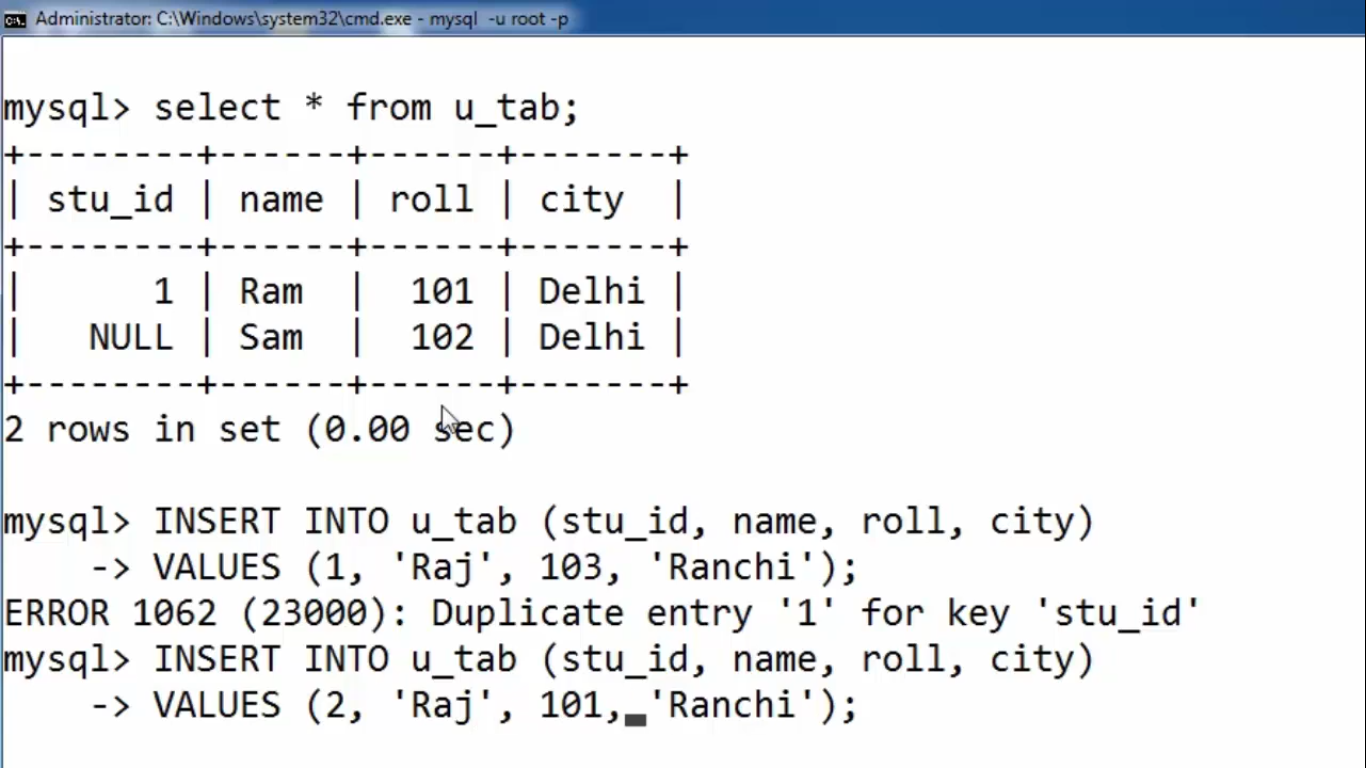 Administrator: C:\Windows\system32\cmd.exe - mysql  -u root -p
mysql> select * from u_tab;
+--------+------+------+-------+
| stu_id | name | roll | city  |
+--------+------+------+-------+
|      1 | Ram  |  101 | Delhi |
|   NULL | Sam  |  102 | Delhi |
+--------+------+------+-------+
2 rows in set (0.00 sec)
mysql> INSERT INTO u_tab (stu_id, name, roll, city)
    -> VALUES (1, 'Raj', 103, 'Ranchi');
ERROR 1062 (23000): Duplicate entry '1' for key 'stu_id'
mysql> INSERT INTO u_tab (stu_id, name, roll, city)
    -> VALUES (2, 'Raj', 101, 'Ranchi');